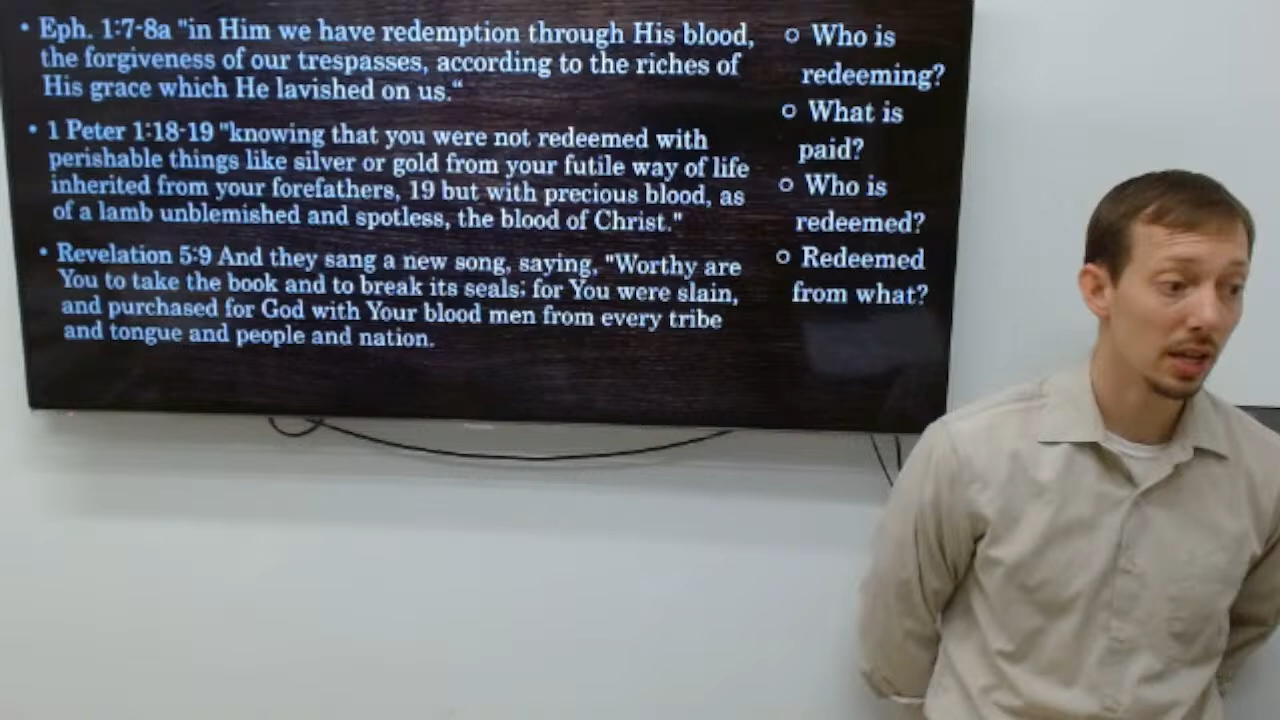 • Eph. 1:7-8a "in Him we have redemption through His blood,
the forgiveness of our trespasses, according to the riches of
His grace which He lavished on us.“
• 1 Peter 1:18-19 "knowing that you were not redeemed with
perishable things like silver or gold from your futile way of life
inherited from your forefathers, 19 but with precious blood, as
of a lamb unblemished and spotless, the blood of Christ."
• Revelation 5:9 And they sang a new song, saying, "Worthy are
You to take the book and to break its seals; for You were slain,
and purchased for God with Your blood men from every tribe
and tongue and people and nation.
○ Who is
redeeming?
○ What is
paid?
○ Who is
redeemed?
○ Redeemed
from what?